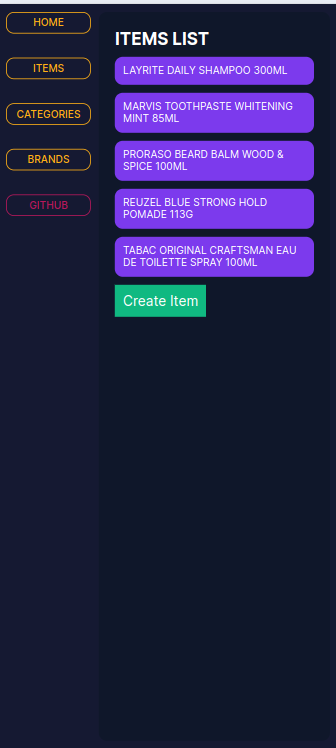 HOME
ITEMS
CATEGORIES
BRANDS
GITHUB
ITEMS LIST
LAYRITE DAILY SHAMPOO 300ML
MARVIS TOOTHPASTE WHITENING
MINT 85ML
PRORASO BEARD BALM WOOD &
SPICE 100ML
REUZEL BLUE STRONG HOLD
POMADE 113G
TABAC ORIGINAL CRAFTSMAN EAU
DE TOILETTE SPRAY 100ML
Create Item